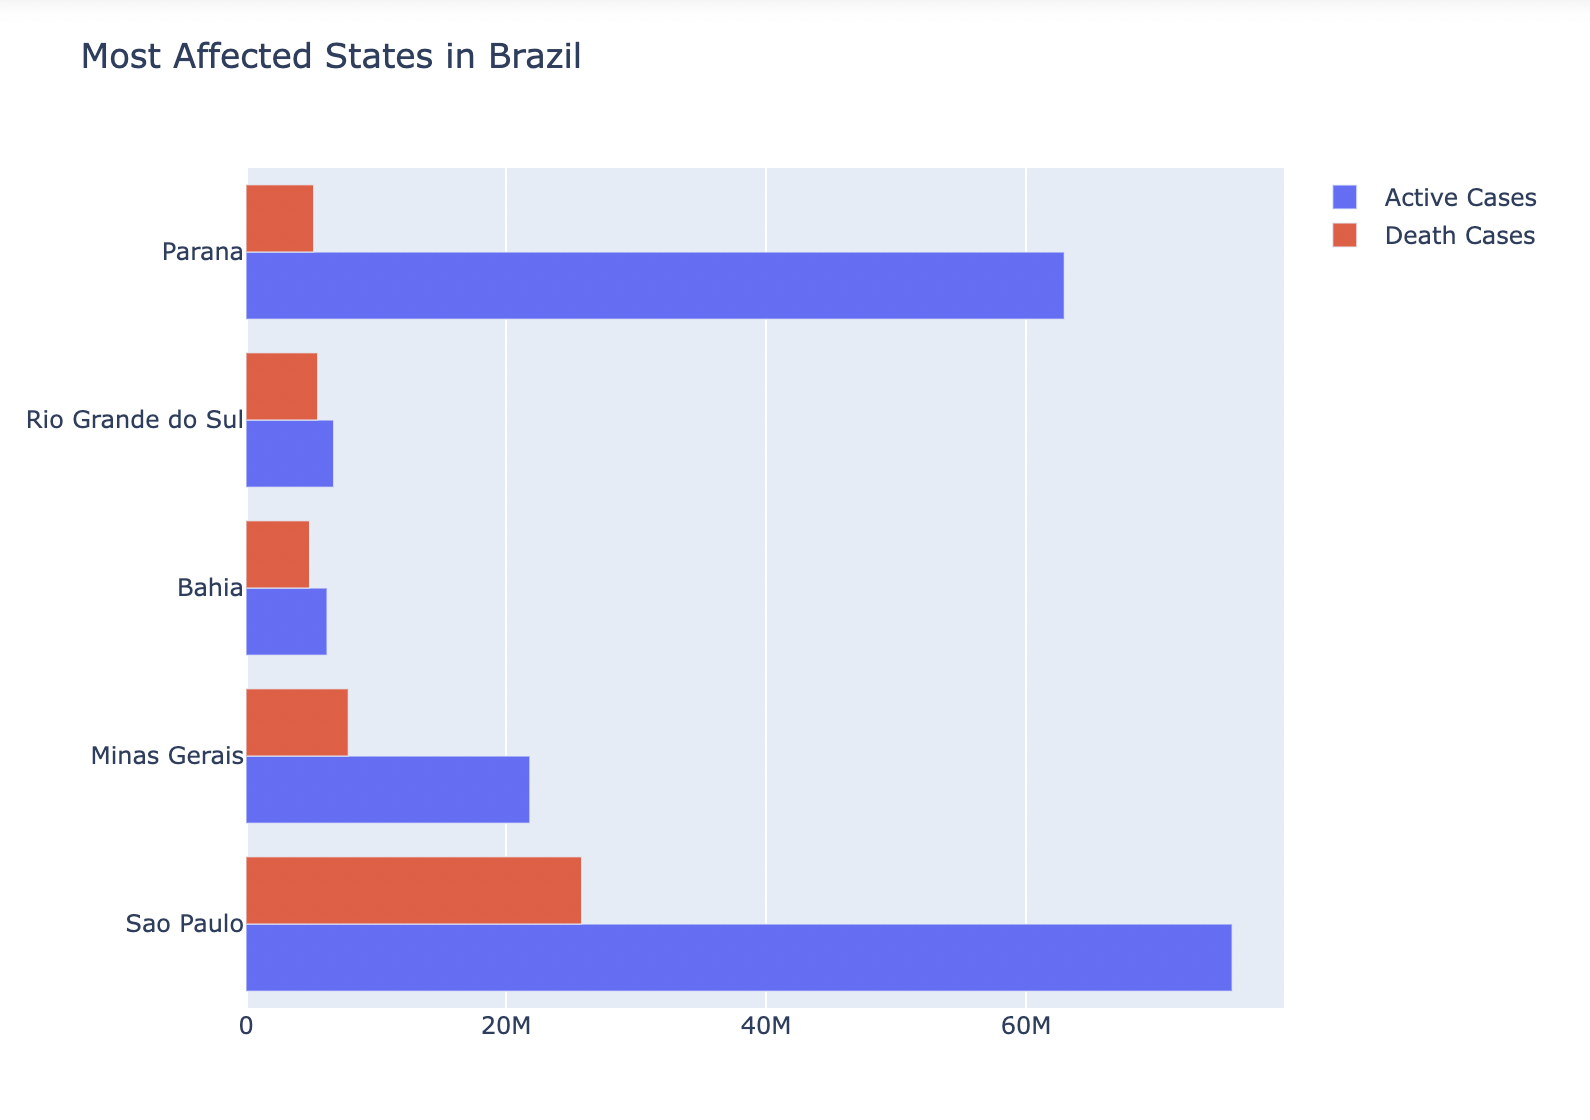 Most Affected States in Brazil
Active Cases
Death Cases
Parana
Rio Grande do Sul
Bahia
Minas Gerais
Sao Paulo
0 20M 40M 60M